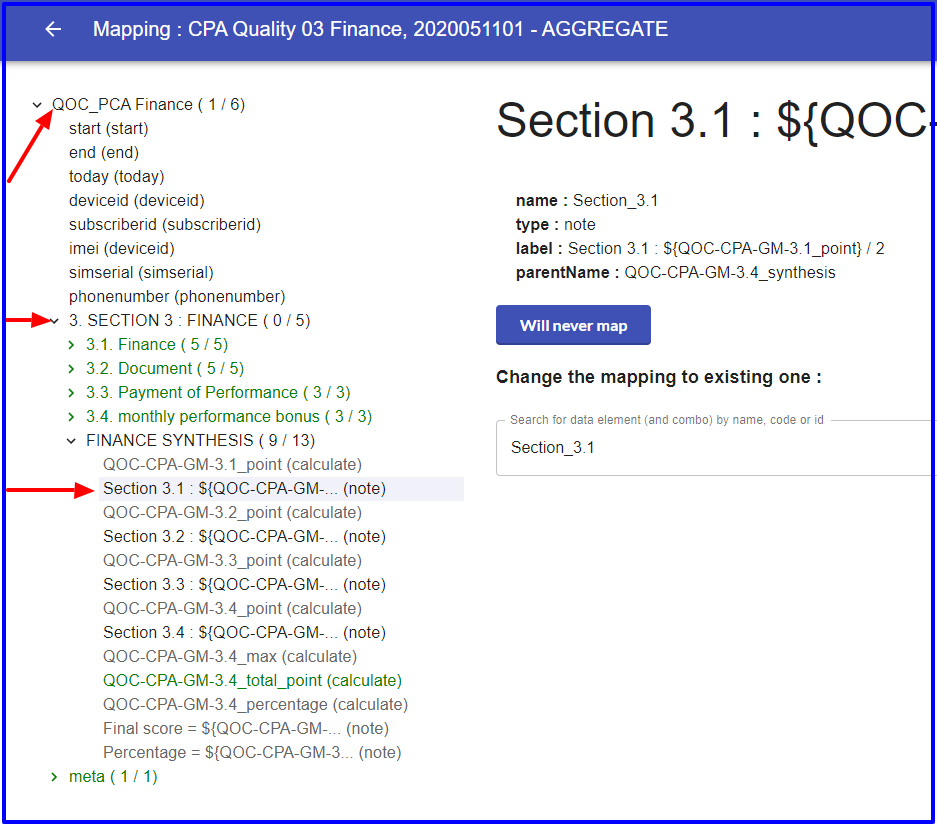 Mapping : CPA Quality 03 Finance, 2020051101 - AGGREGATE
QOC_PCA Finance ( 1 / 6)
start (start)
end (end)
today (today)
deviceid (deviceid)
subscriberid (subscriberid)
imei (deviceid)
simserial (simserial)
phonenumber (phonenumber)
3. SECTION 3 : FINANCE ( 0 / 5)
3.1. Finance ( 5 / 5)
3.2. Document ( 5 / 5)
3.3. Payment of Performance ( 3 / 3)
3.4. monthly performance bonus ( 3 / 3)
FINANCE SYNTHESIS ( 9 / 13)
QOC-CPA-GM-3.1_point (calculate)
Section 3.1 : ${QOC-CPA-GM-... (note)
QOC-CPA-GM-3.2_point (calculate)
Section 3.2 : ${QOC-CPA-GM-... (note)
QOC-CPA-GM-3.3_point (calculate)
Section 3.3 : ${QOC-CPA-GM-... (note)
QOC-CPA-GM-3.4_point (calculate)
Section 3.4 : ${QOC-CPA-GM-... (note)
QOC-CPA-GM-3.4_max (calculate)
QOC-CPA-GM-3.4_total_point (calculate)
QOC-CPA-GM-3.4_percentage (calculate)
Final score = ${QOC-CPA-GM-... (note)
Percentage = ${QOC-CPA-GM-3... (note)
meta ( 1 / 1)
Section 3.1 : ${QOC-
name : Section_3.1
type : note
label : Section 3.1 : ${QOC-CPA-GM-3.1_point} / 2
parentName : QOC-CPA-GM-3.4_synthesis
Will never map
Change the mapping to existing one :
Search for data element (and combo) by name, code or id
Section_3.1